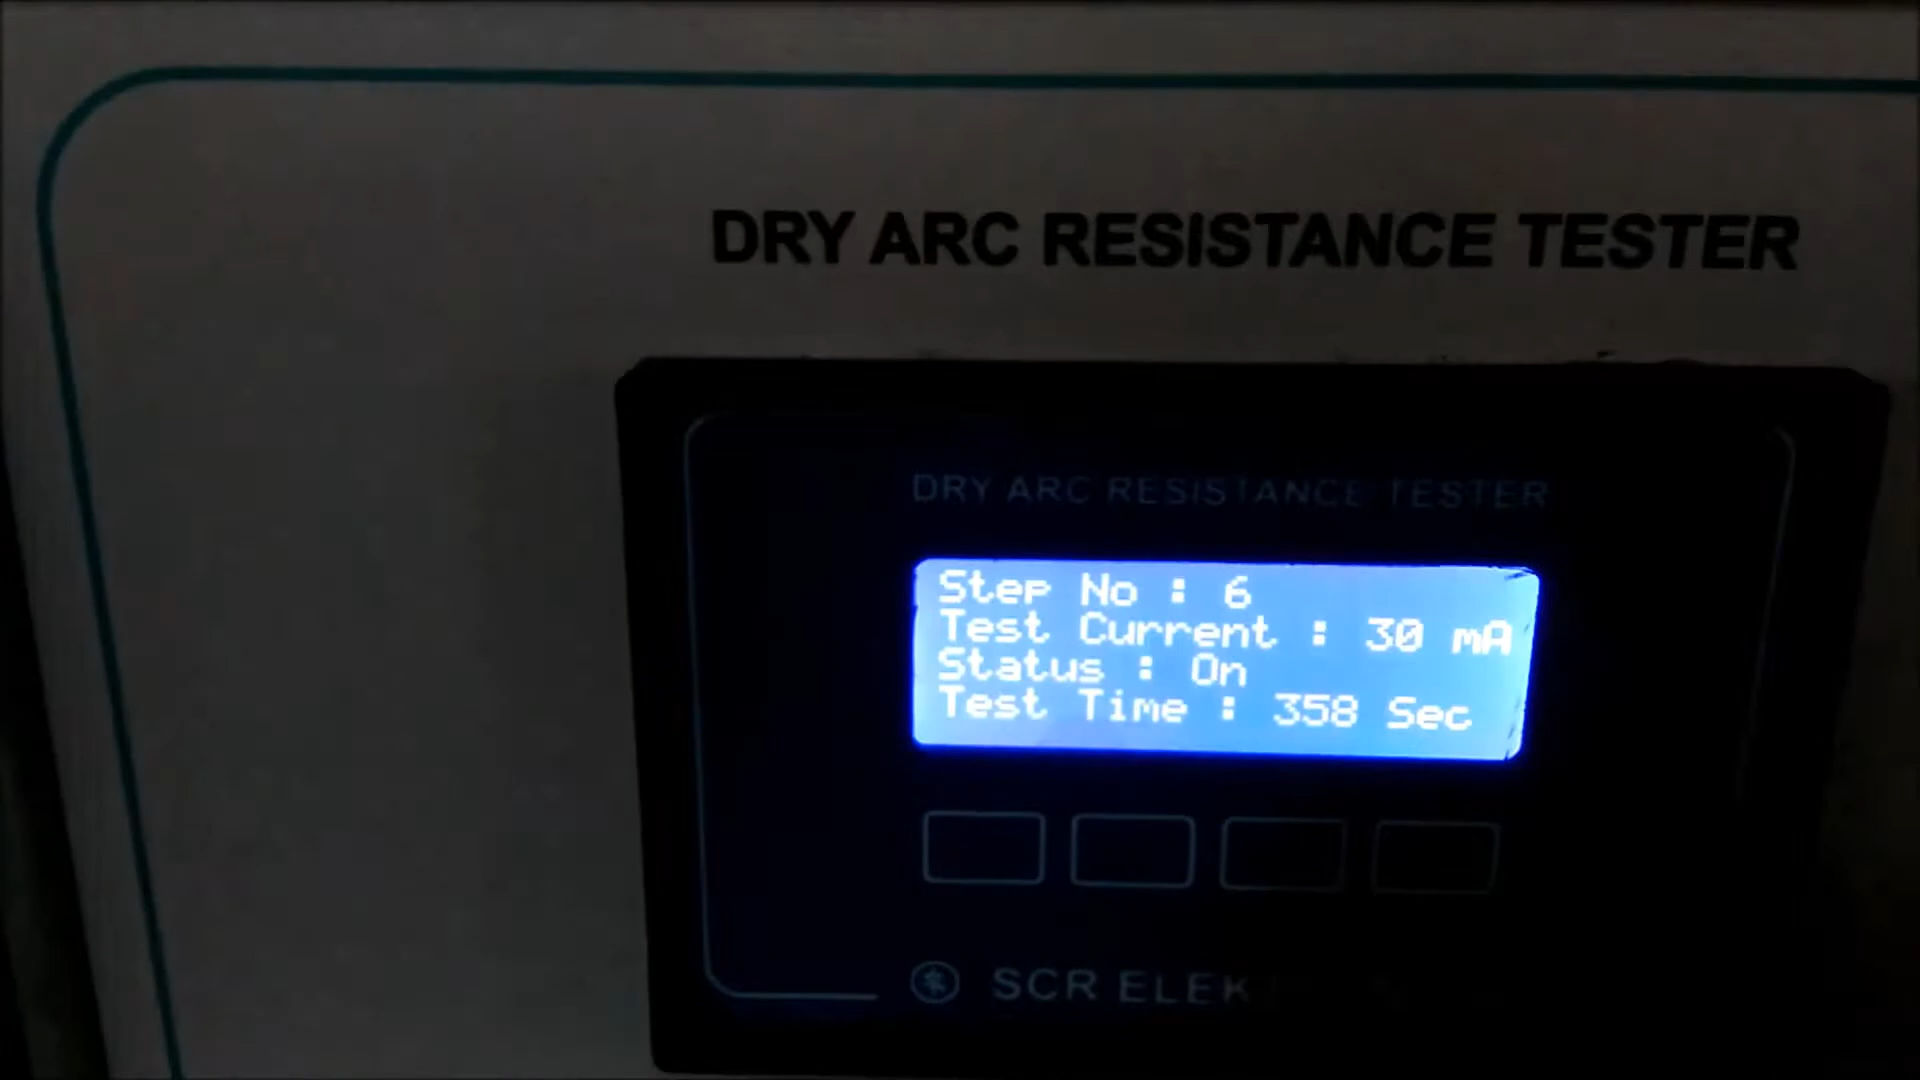 DRY ARC RESISTANCE TESTER
DRY ARC RESISTANCE TESTER
Step No : 6
Test Current : 30 mA
Status : On
Test Time : 358 Sec
SCR